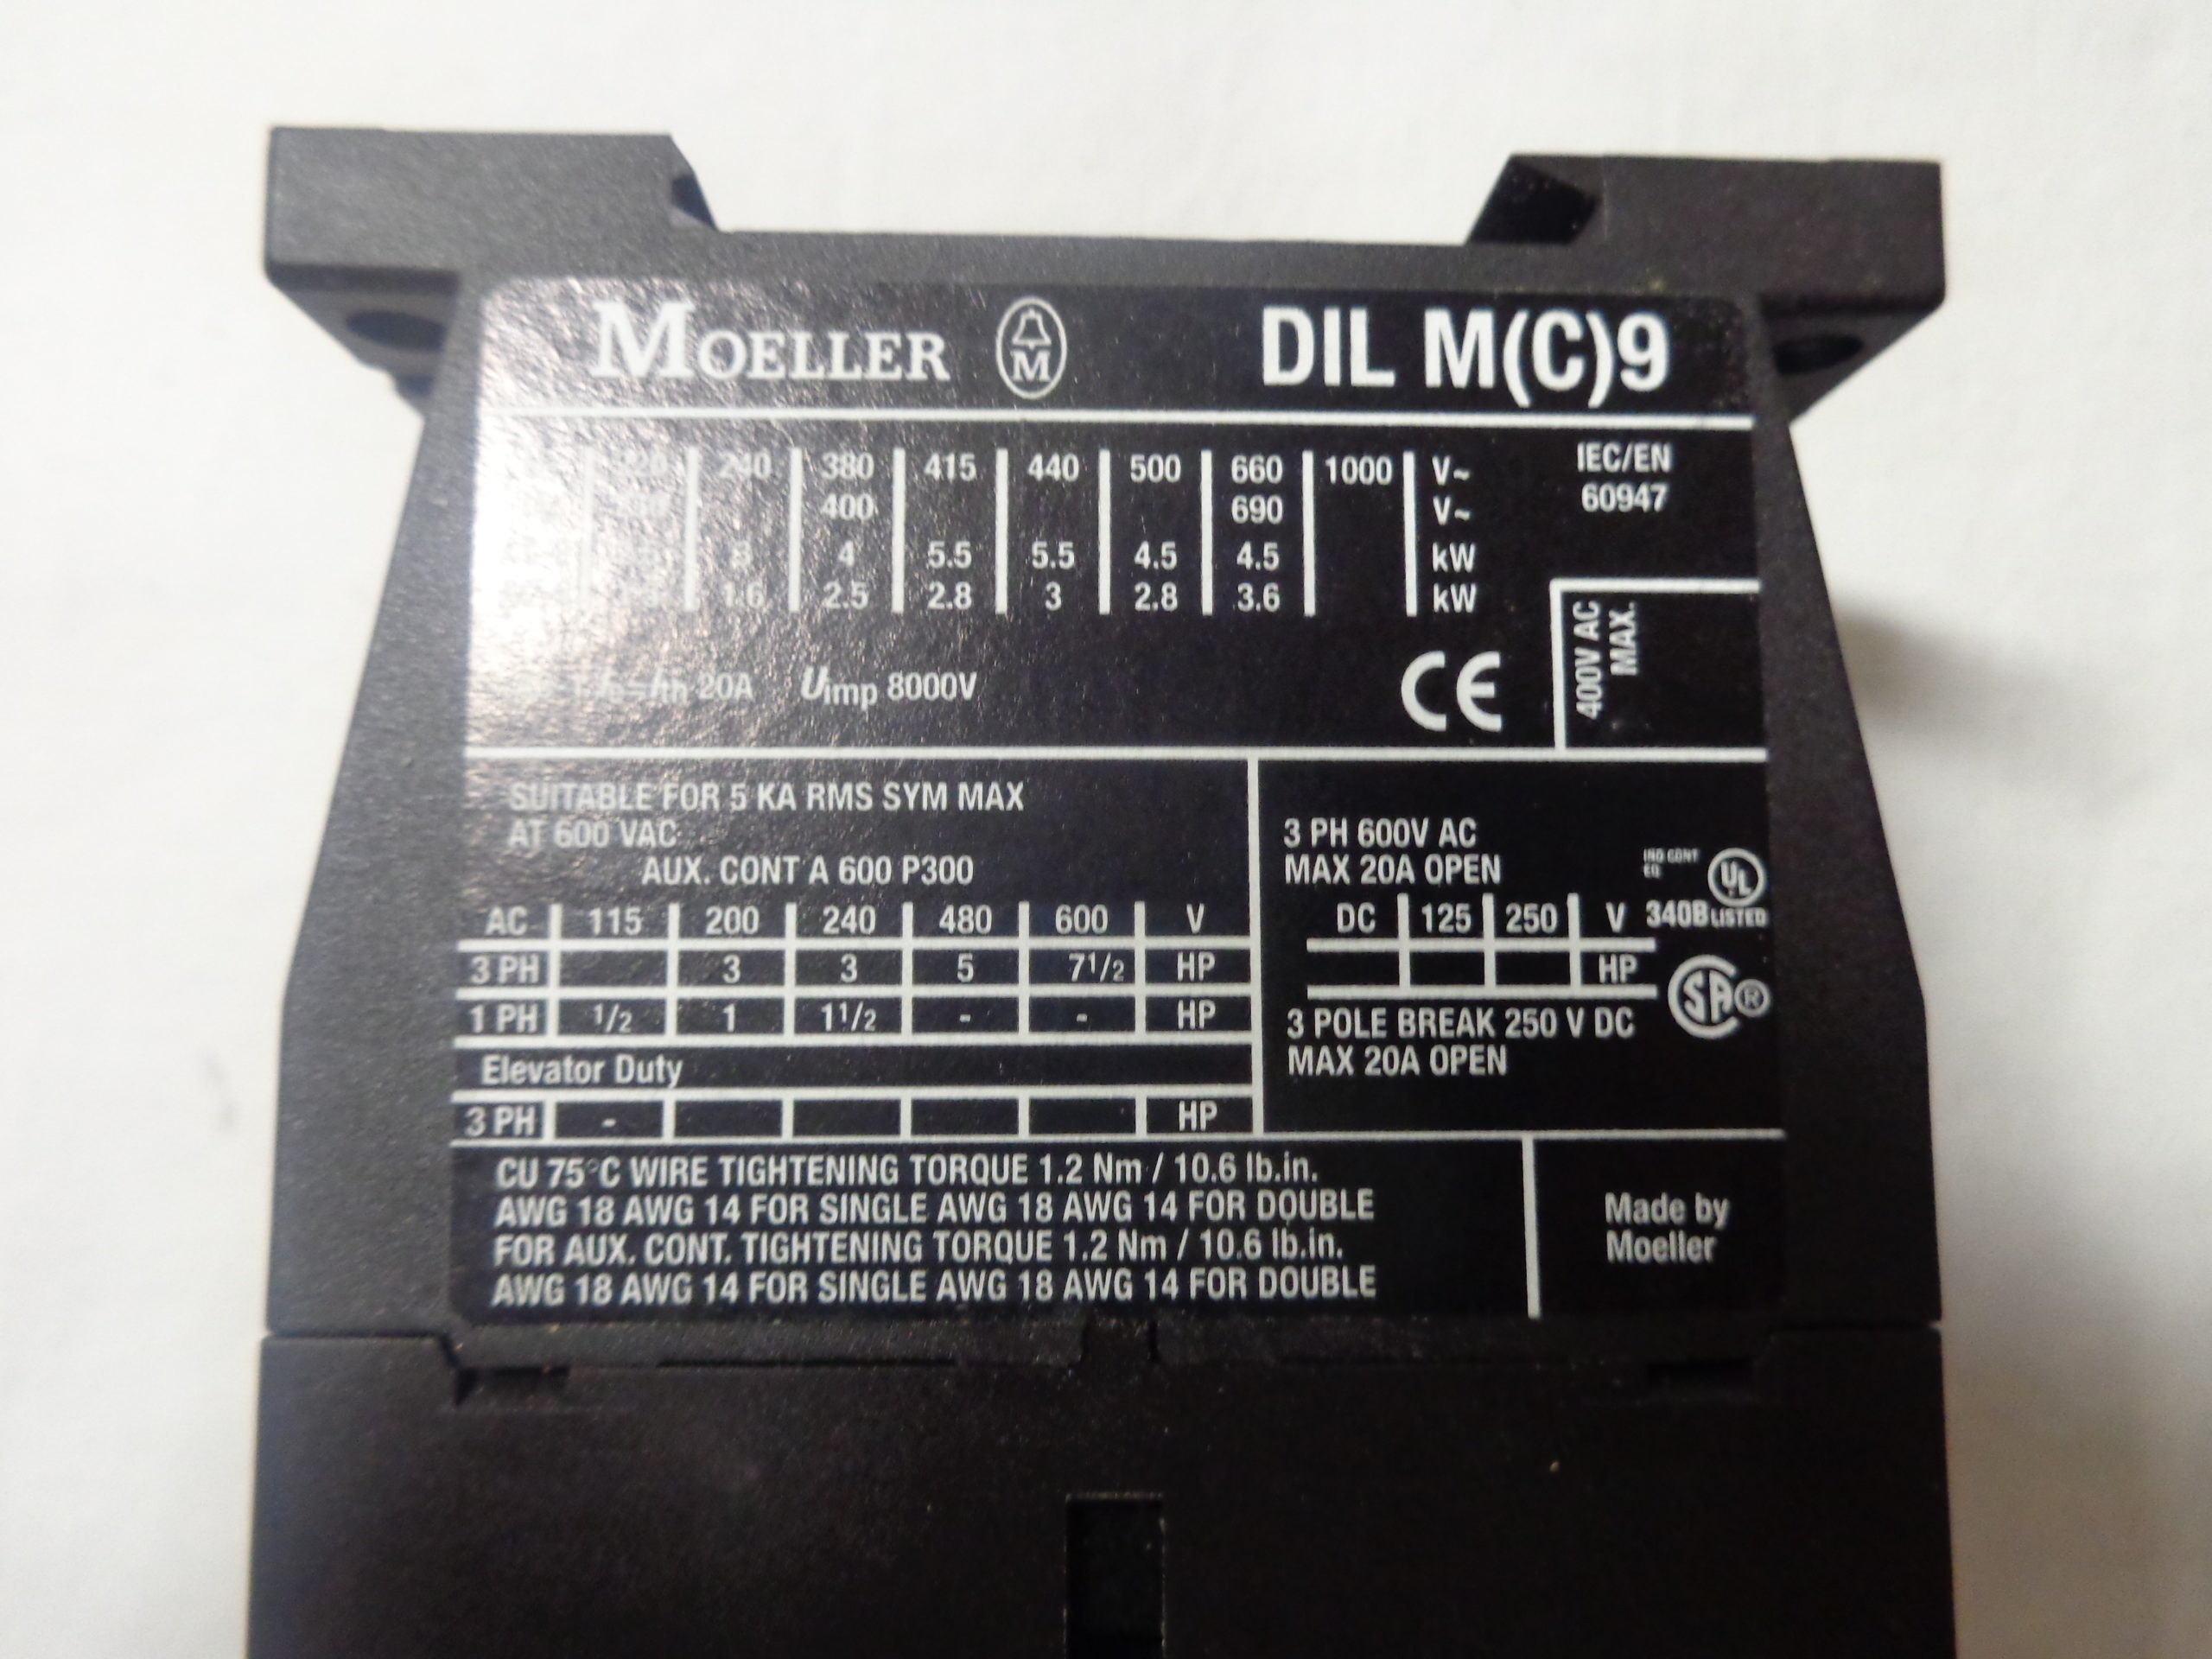 MOELLER M DIL M(C)9
240 380 415 440 500 660 1000 V~ IEC/EN
400 690 V~ 60947
3 4 5.5 5.5 4.5 4.5 kW
1.6 2.5 2.8 3 2.8 3.6 kW
400V AC
MAX.
20A Uimp 8000V CE
SUITABLE FOR 5 KA RMS SYM MAX
AT 600 VAC
AUX. CONT A 600 P300
AC 115 200 240 480 600 V
3 PH 3 3 5 7 1/2 HP
1 PH 1/2 1 1 1/2 - - HP
Elevator Duty
3 PH - HP
3 PH 600V AC
MAX 20A OPEN
IND CONT
EQ
UL
DC 125 250 V 340B LISTED
HP
SA ®
3 POLE BREAK 250 V DC
MAX 20A OPEN
CU 75°C WIRE TIGHTENING TORQUE 1.2 Nm / 10.6 lb.in.
AWG 18 AWG 14 FOR SINGLE AWG 18 AWG 14 FOR DOUBLE
FOR AUX. CONT. TIGHTENING TORQUE 1.2 Nm / 10.6 lb.in.
AWG 18 AWG 14 FOR SINGLE AWG 18 AWG 14 FOR DOUBLE
Made by
Moeller